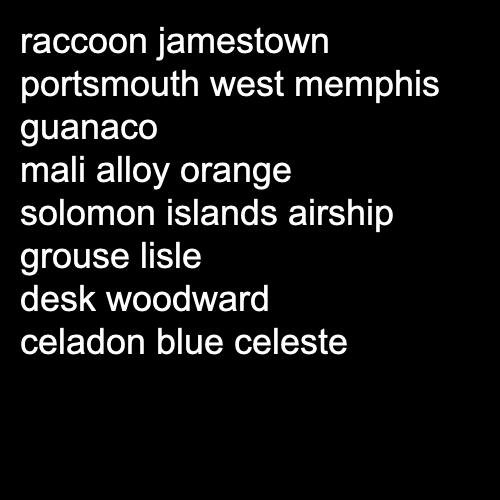 raccoon jamestown
portsmouth west memphis
guanaco
mali alloy orange
solomon islands airship
grouse lisle
desk woodward
celadon blue celeste